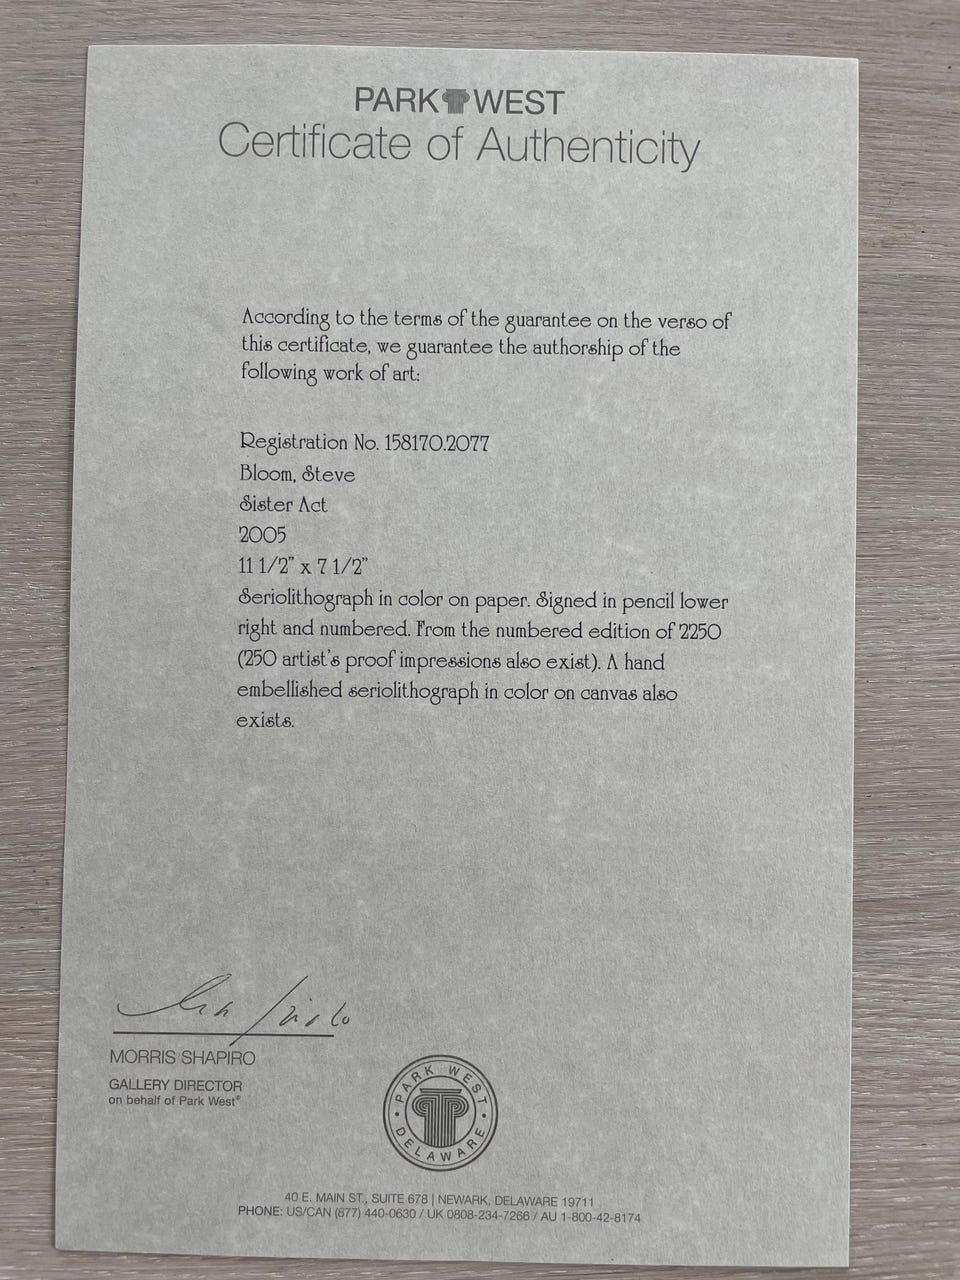 PARK WEST
Certificate of Authenticity
According to the terms of the guarantee on the verso of
this certificate, we guarantee the authorship of the
following work of art:
Registration No. 158170.2077
Bloom, Steve
Sister Act
2005
11 1/2" x 7 1/2"
Seriolithograph in color on paper. Signed in pencil lower
right and numbered. From the numbered edition of 2250
(250 artist's proof impressions also exist). A hand
embellished seriolithograph in color on canvas also
exists.
MORRIS SHAPIRO
GALLERY DIRECTOR
on behalf of Park West®
PARK WEST
DELAWARE
40 E. MAIN ST., SUITE 678 | NEWARK, DELAWARE 19711
PHONE: US/CAN (877) 440-0630 / UK 0808-234-7266 / AU 1-800-42-8174